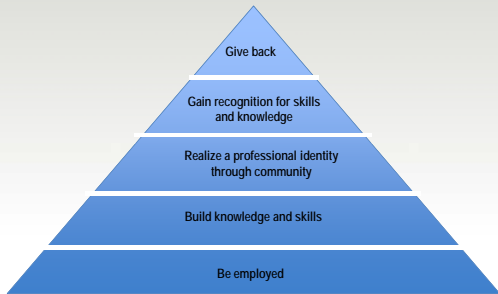 Give back
Gain recognition for skills
and knowledge
Realize a professional identity
through community
Build knowledge and skills
Be employed